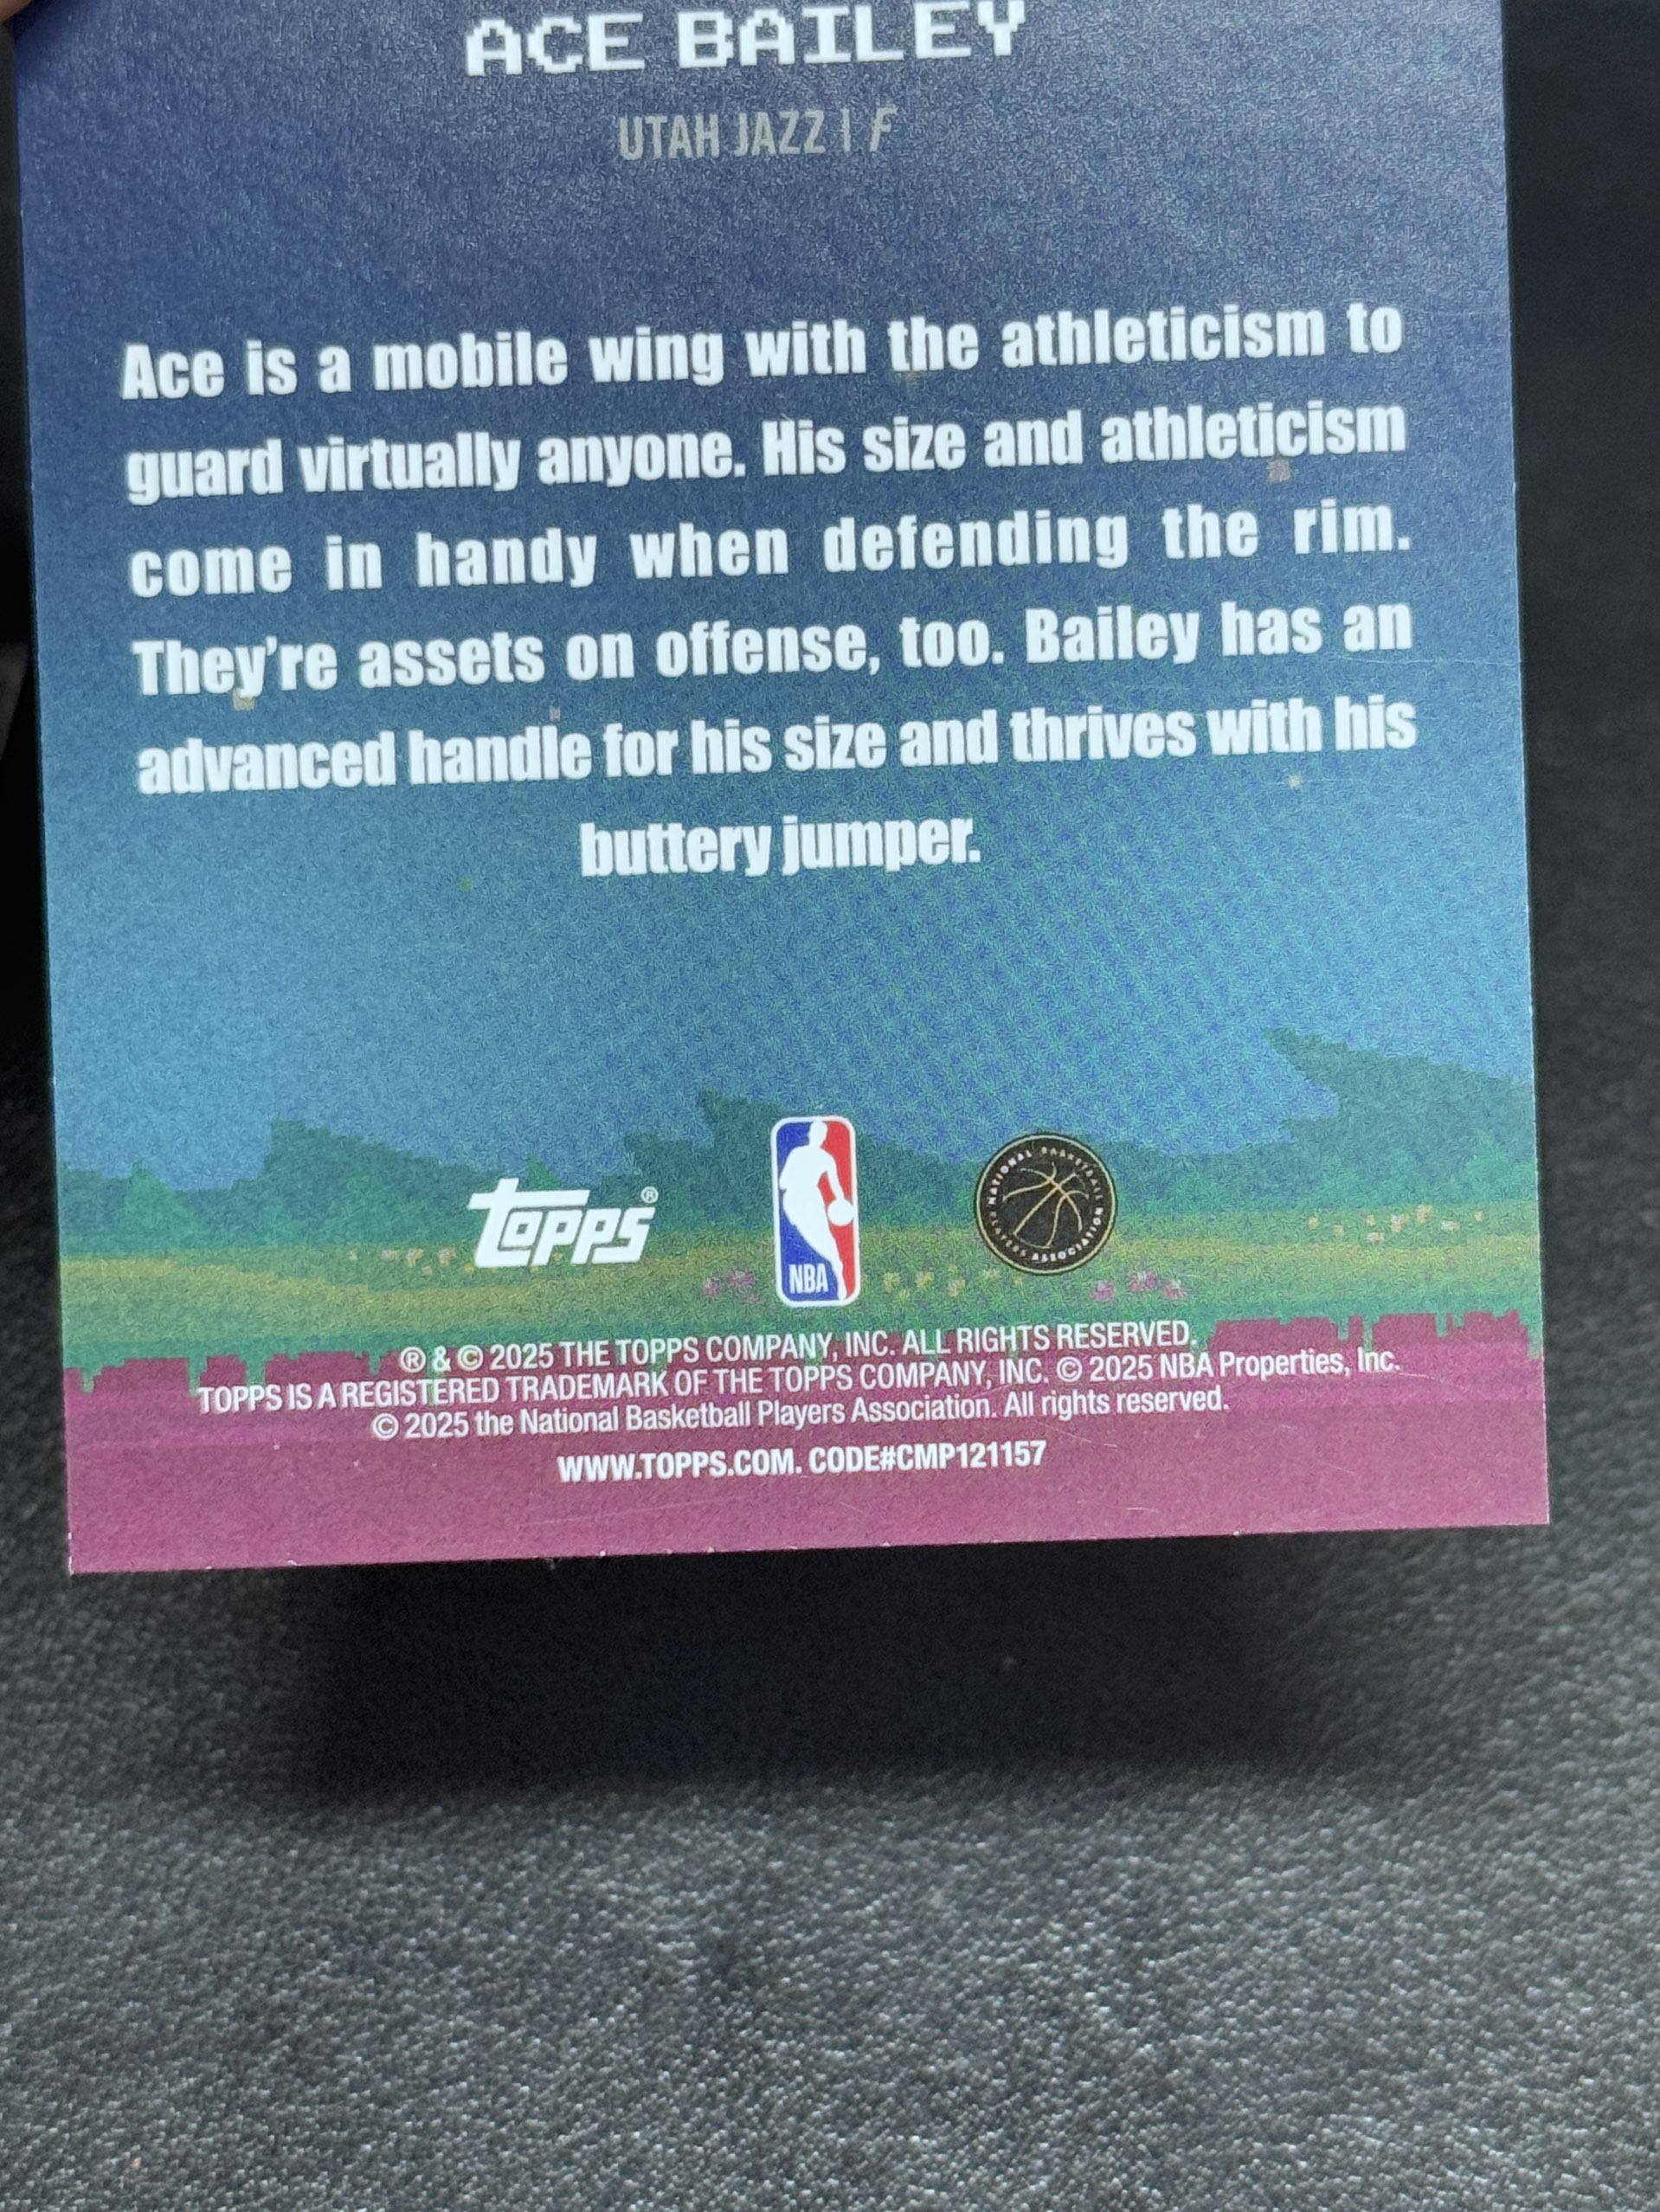 ACE BAILEY
UTAH JAZZ | F
Ace is a mobile wing with the athleticism to
guard virtually anyone. His size and athleticism
come in handy when defending the rim.
They're assets on offense, too. Bailey has an
advanced handle for his size and thrives with his
buttery jumper.
TOPPS®
NBA
NATIONAL BASKETBALL PLAYERS ASSOCIATION
® & © 2025 THE TOPPS COMPANY, INC. ALL RIGHTS RESERVED.
TOPPS IS A REGISTERED TRADEMARK OF THE TOPPS COMPANY, INC. © 2025 NBA Properties, Inc.
© 2025 the National Basketball Players Association. All rights reserved.
WWW.TOPPS.COM. CODE#CMP121157